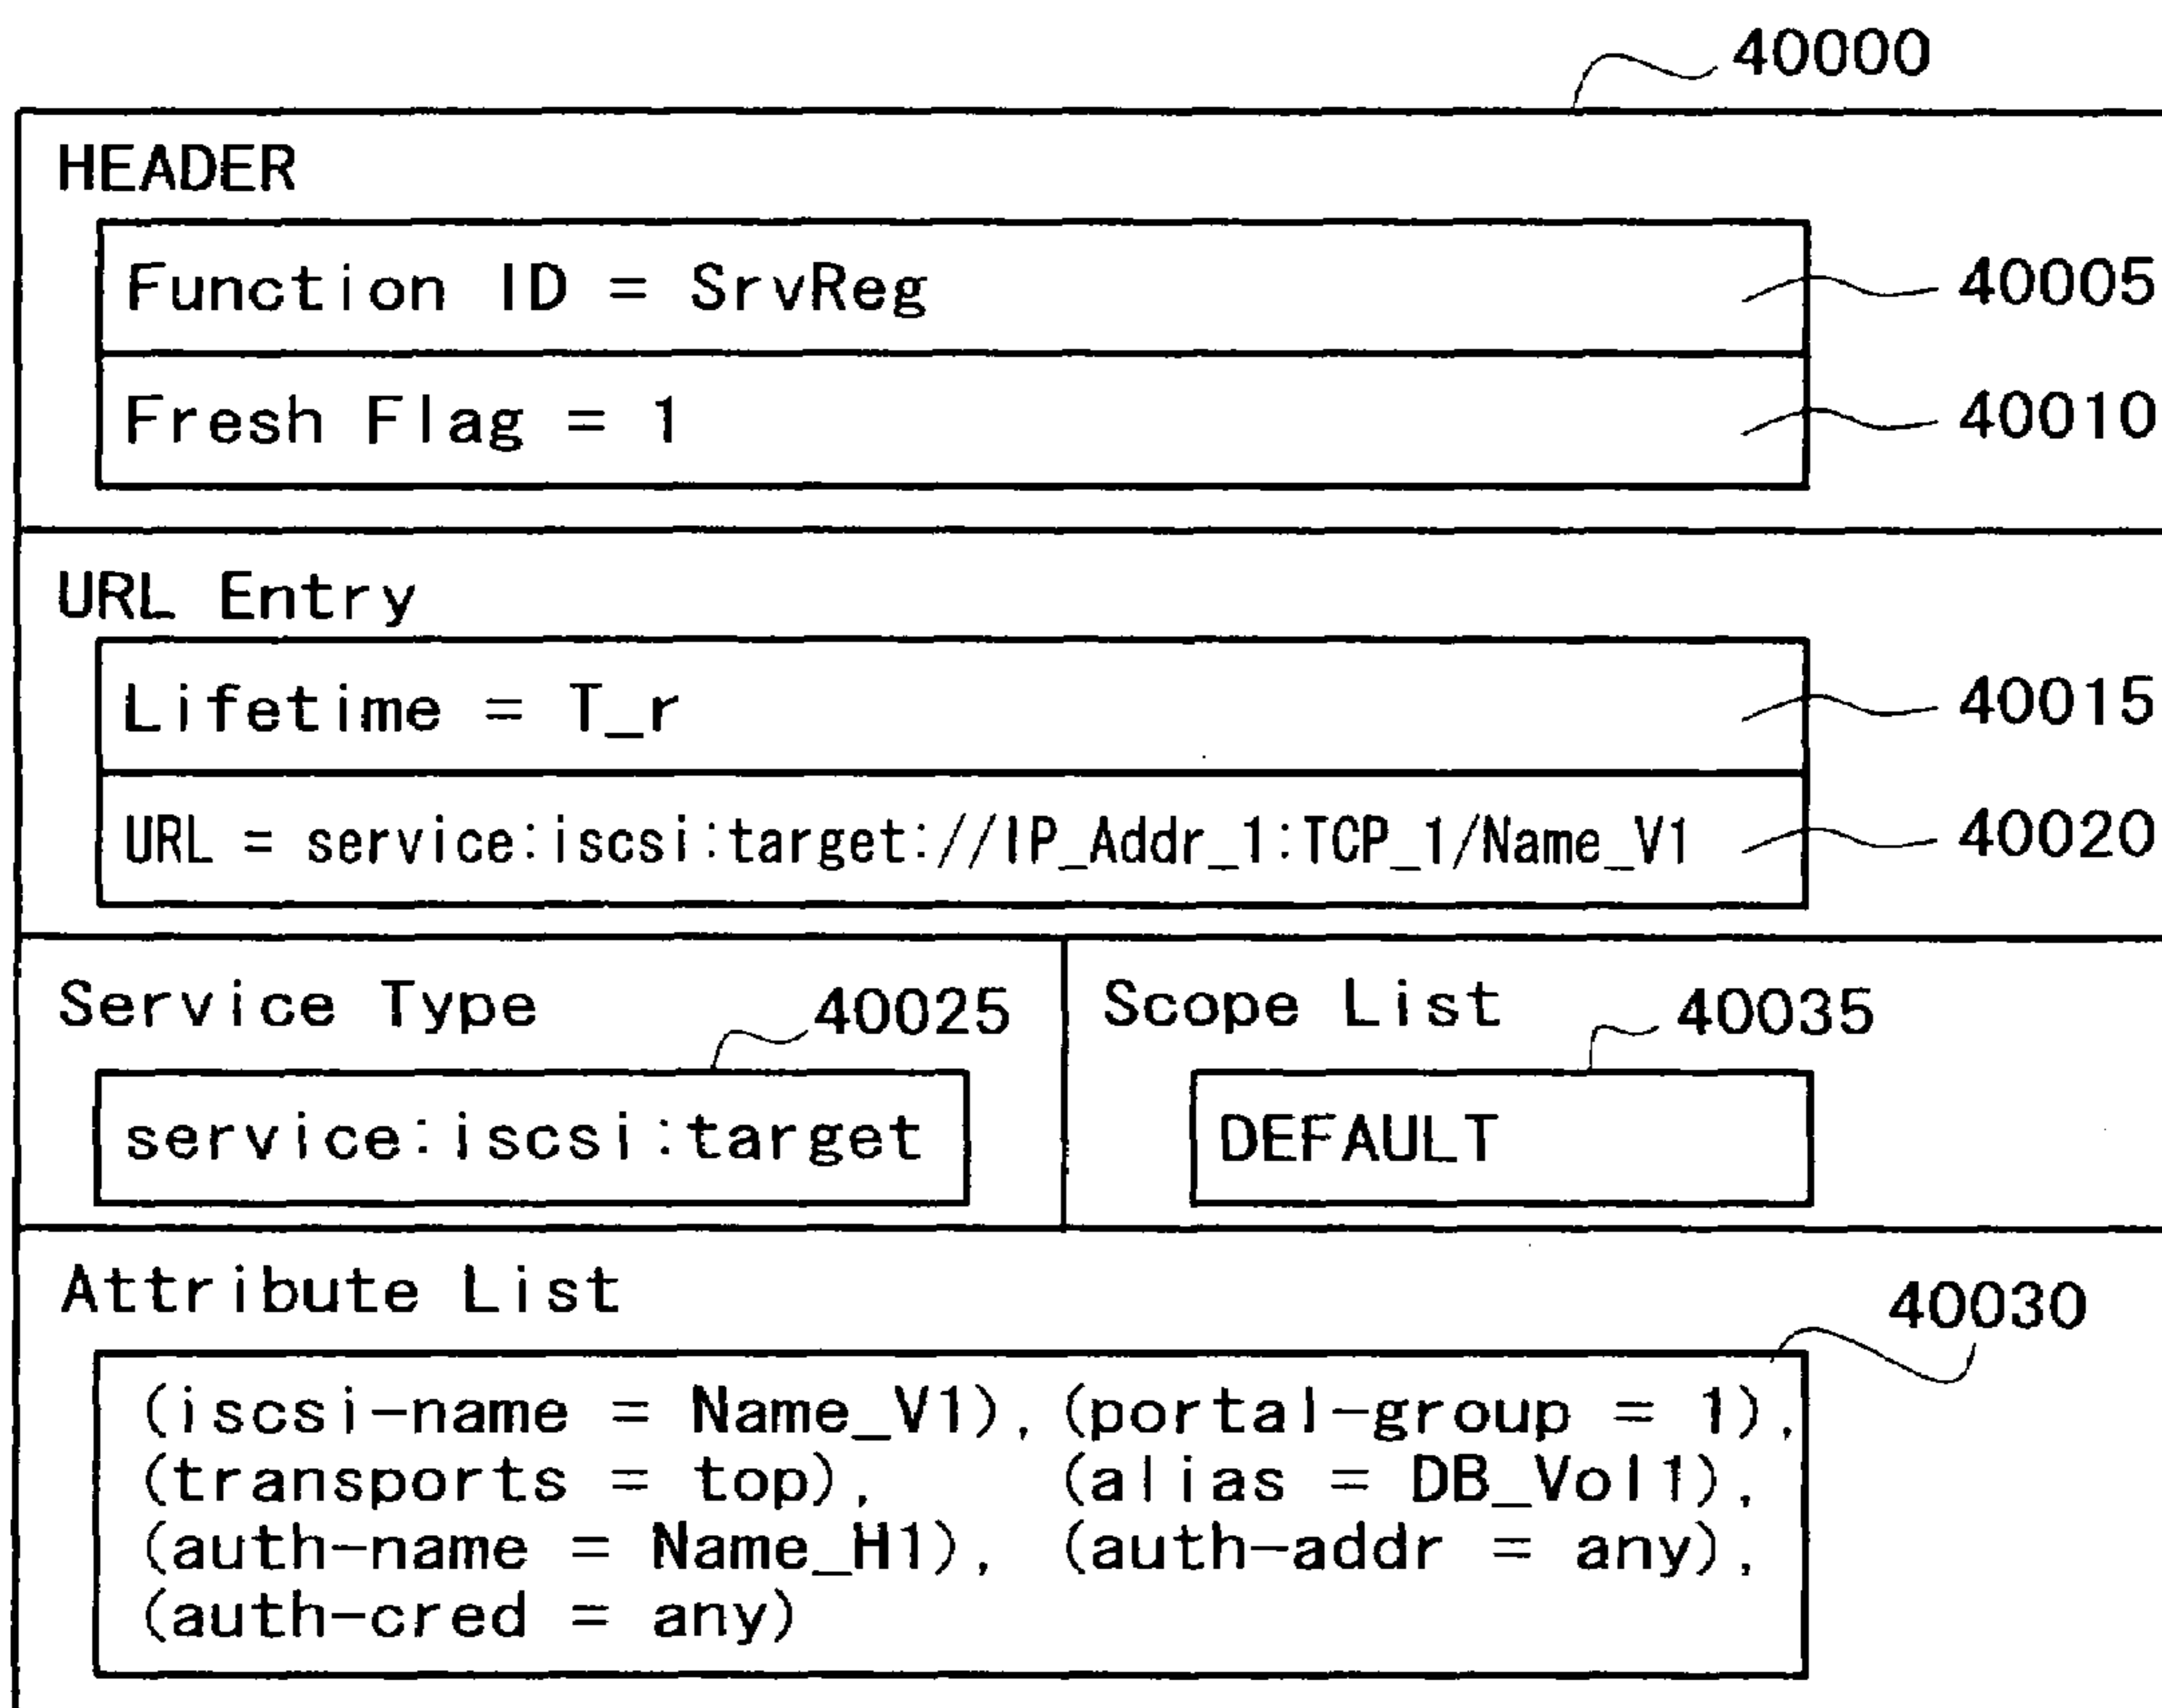 40000
HEADER
Function ID = SrvReg 40005
Fresh Flag = 1 40010
URL Entry
Lifetime = T_r 40015
URL = service:iscsi:target://IP_Addr_1:TCP_1/Name_V1 40020
Service Type 40025
service:iscsi:target
Scope List 40035
DEFAULT
Attribute List 40030
(iscsi-name = Name_V1), (portal-group = 1),
(transports = top), (alias = DB_Vol1),
(auth-name = Name_H1), (auth-addr = any),
(auth-cred = any)